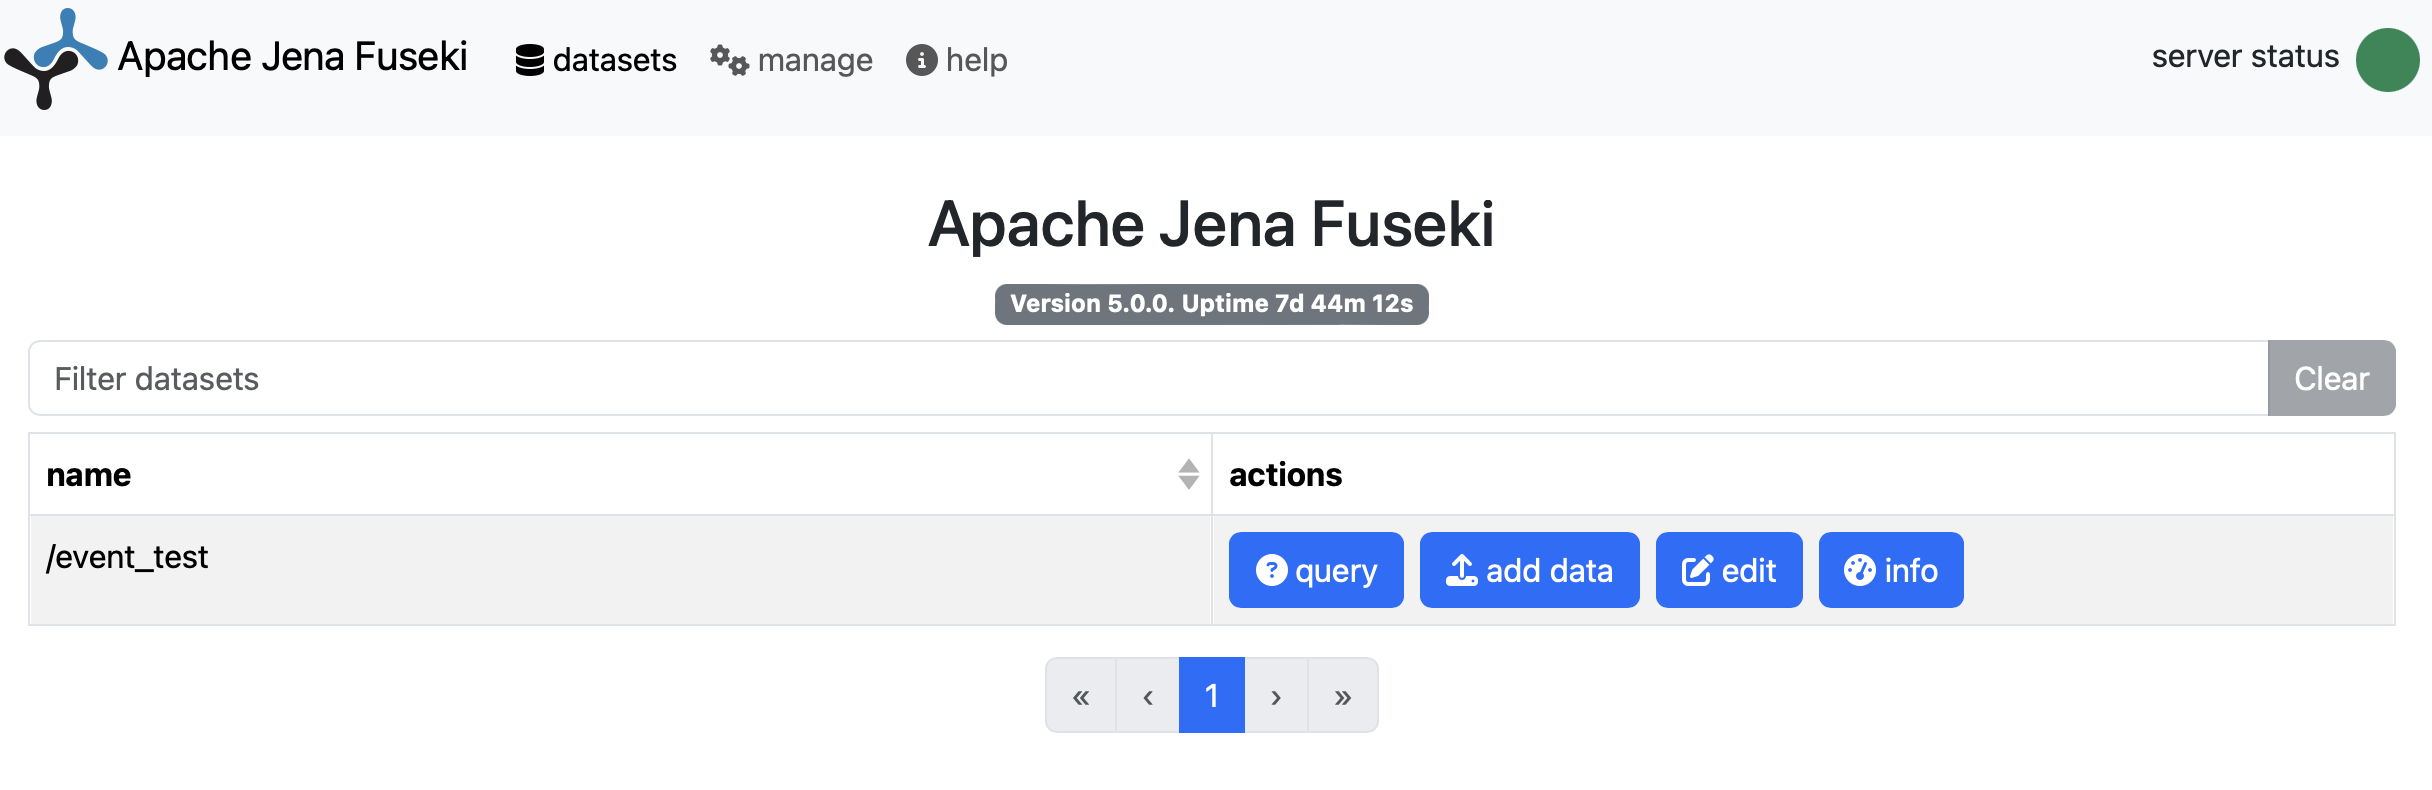 Apache Jena Fuseki datasets manage help server status
Apache Jena Fuseki
Version 5.0.0. Uptime 7d 44m 12s
Filter datasets Clear
name actions
/event_test query add data edit info
« ‹ 1 › »